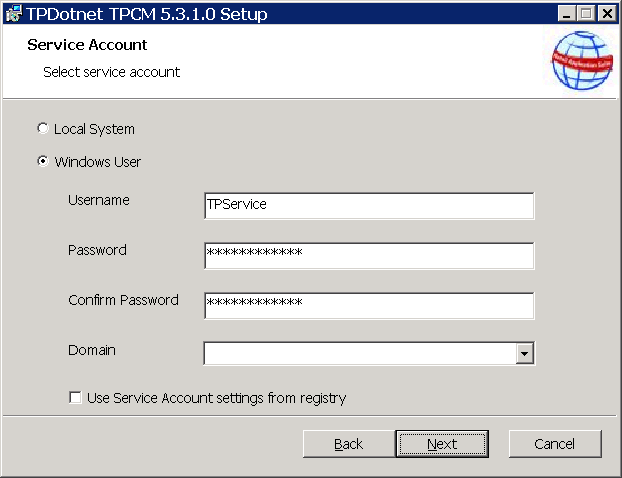 TPDotnet TPCM 5.3.1.0 Setup
Service Account
Select service account
Local System
Windows User
Username
TPService
Password
************
Confirm Password
************
Domain
Use Service Account settings from registry
Back
Next
Cancel